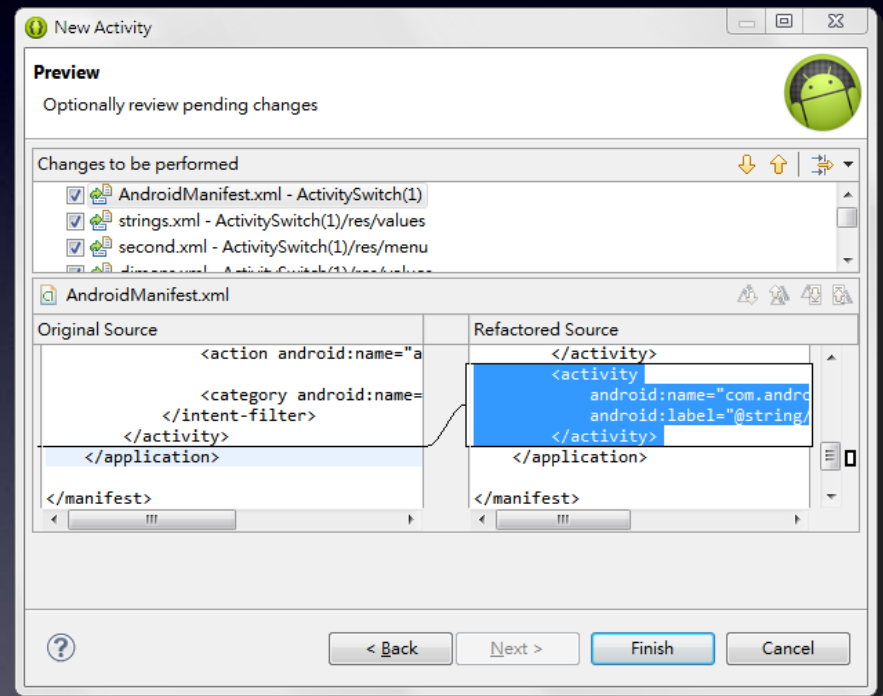 New Activity
Preview
Optionally review pending changes
Changes to be performed
AndroidManifest.xml - ActivitySwitch(1)
strings.xml - ActivitySwitch(1)/res/values
second.xml - ActivitySwitch(1)/res/menu
AndroidManifest.xml
Original Source
<action android:name="a
<category android:name=
</intent-filter>
</activity>
</application>
</manifest>
Refactored Source
</activity>
<activity
android:name="com.andro
android:label="@string/
</activity>
</application>
</manifest>
< Back
Next >
Finish
Cancel